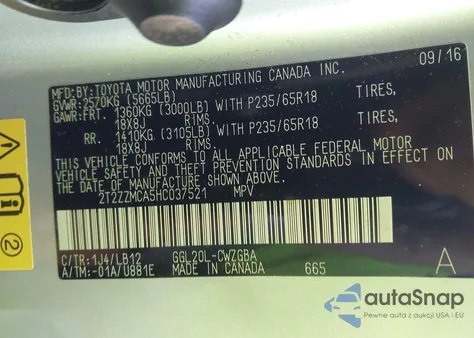 MFD.BY:TOYOTA MOTOR MANUFACTURING CANADA INC. 09/16
GVWR:2570KG (5665LB)
GAWR:FRT. 1360KG (3000LB) WITH P235/65R18 TIRES,
18X8J RIMS
RR. 1410KG (3105LB) WITH P235/65R18 TIRES,
18X8J RIMS
THIS VEHICLE CONFORMS TO ALL APPLICABLE FEDERAL MOTOR
VEHICLE SAFETY AND THEFT PREVENTION STANDARDS IN EFFECT ON
THE DATE OF MANUFACTURE SHOWN ABOVE.
2T2ZZMCA5HC037521 MPV
C/TR:1J4/LB12 GGL20L-CWZGBA
A/TM:-01A/U881E MADE IN CANADA 665 A
2
autoSnap
Pewne auta z USA i EU